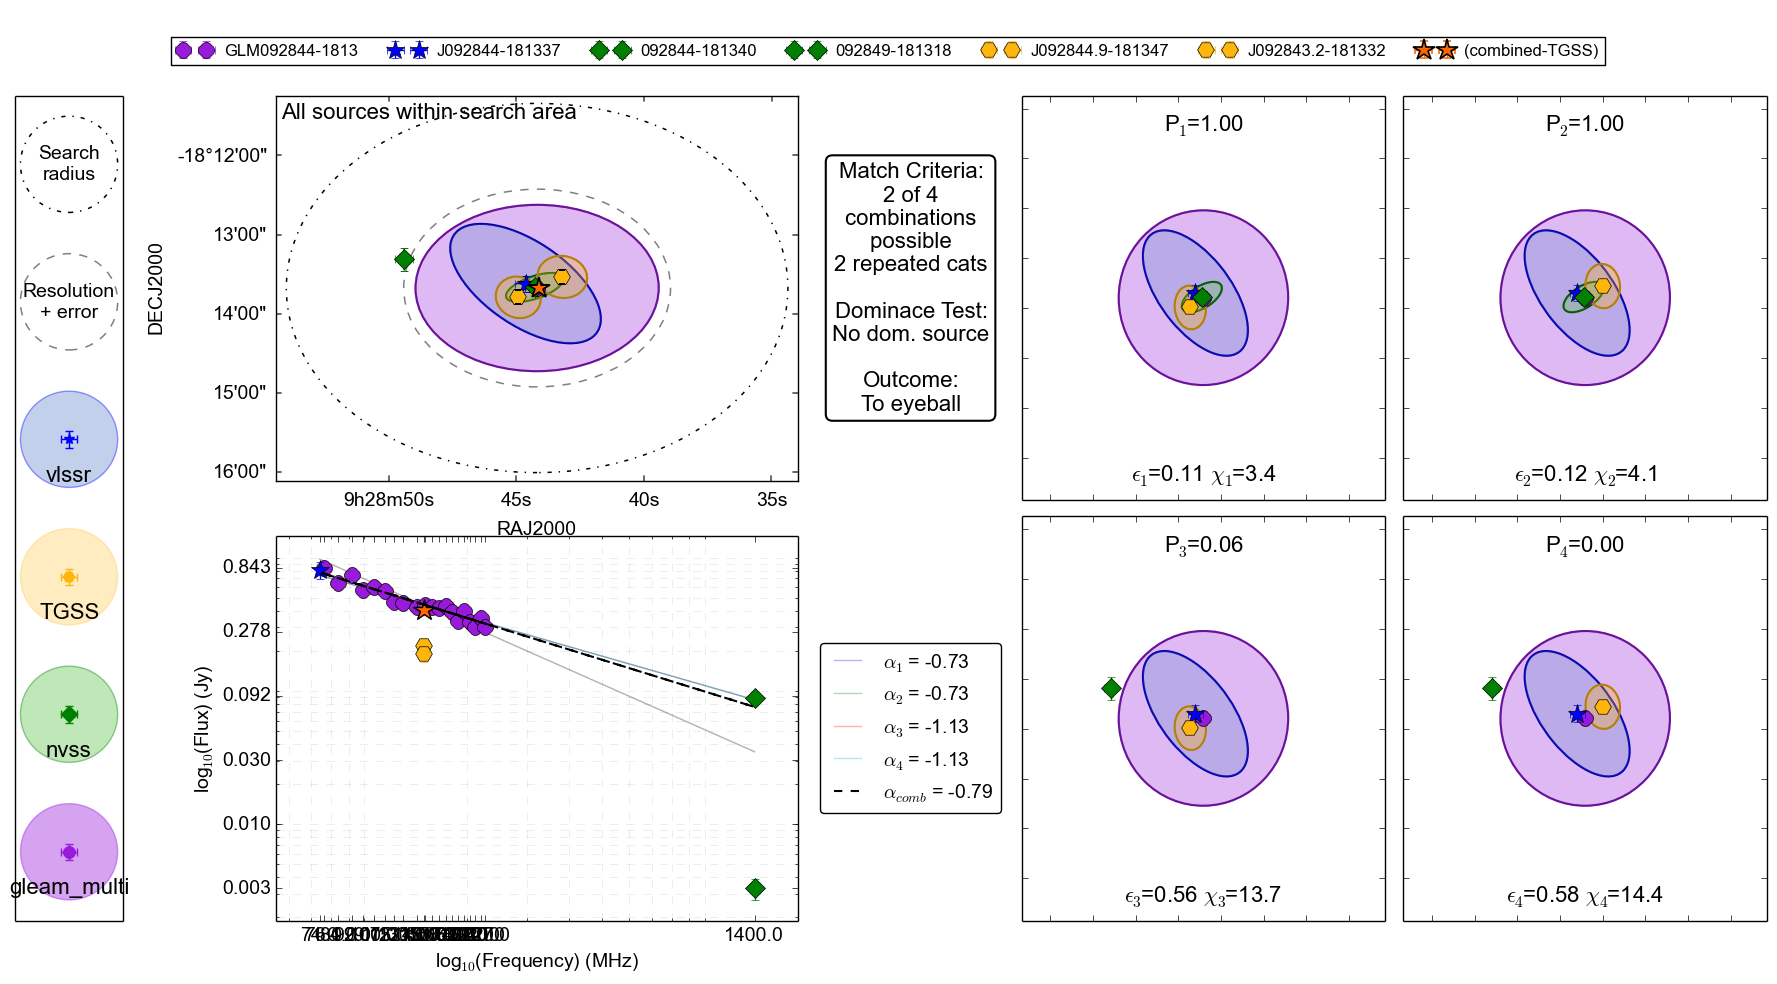 GLM092844-1813 J092844-181337 092844-181340 092849-181318 J092844.9-181347 J092843.2-181332 (combined-TGSS)
Search
radius
Resolution
+ error
vlssr
TGSS
nvss
gleam_multi
All sources within search area
-18°12'00"
13'00"
14'00"
15'00"
16'00"
DECJ2000
9h28m50s 45s 40s 35s
RAJ2000
Match Criteria:
2 of 4
combinations
possible
2 repeated cats
Dominace Test:
No dom. source
Outcome:
To eyeball
P1=1.00
ϵ1=0.11 χ1=3.4
P2=1.00
ϵ2=0.12 χ2=4.1
0.843
0.278
0.092
0.030
0.010
0.003
log10(Flux) (Jy)
1400.0
log10(Frequency) (MHz)
α1 = -0.73
α2 = -0.73
α3 = -1.13
α4 = -1.13
αcomb = -0.79
P3=0.06
ϵ3=0.56 χ3=13.7
P4=0.00
ϵ4=0.58 χ4=14.4